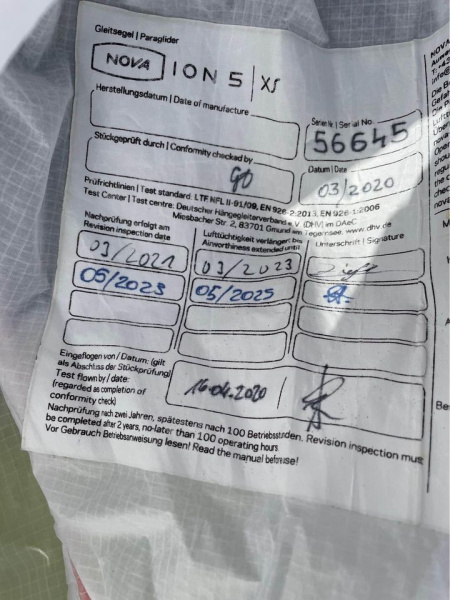 Gleitsegel | Paraglider
NOVA ION 5 | XS
Herstellungsdatum | Date of manufacture
Serien Nr. | Serial No.
56645
Stückgeprüft durch | Conformity checked by
Datum | Date
03/2020
Prüfrichtlinien | Test standard: LTF NFL II-91/09, EN 926-2:2013, EN 926-1:2006
Test Center | Test centre: Deutscher Hängegleiterverband e.V. (DHV) im DAeC,
Miesbacher Str. 2, 83701 Gmund am Tegernsee, www.dhv.de
Nachprüfung erfolgt am Lufttüchtigkeit verlängert bis Unterschrift | Signature
Revision inspection date Airworthiness extended until
03/2021 03/2023
05/2023 05/2025
Eingeflogen von / Datum: (gilt
als Abschluss der Stückprüfung)
Test flown by / date:
(regarded as completion of
conformity check)
16.04.2020
Nachprüfung nach zwei Jahren, spätestens nach 100 Betriebsstunden. Revision inspection must
be completed after 2 years, no-later than 100 operating hours
Vor Gebrauch Betriebsanweisung lesen! Read the manual before use!